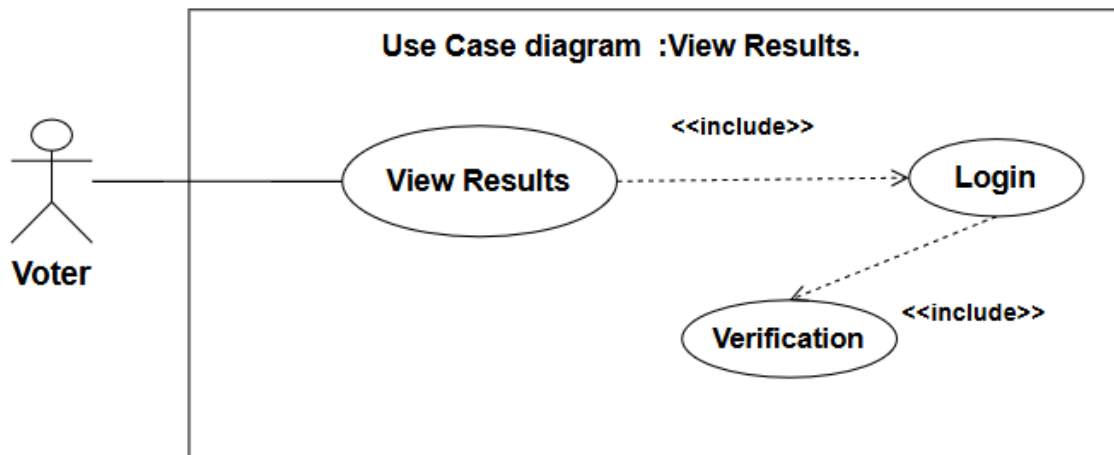 Use Case diagram  :View Results.
<<include>>
View Results
Login
Voter
<<include>>
Verification